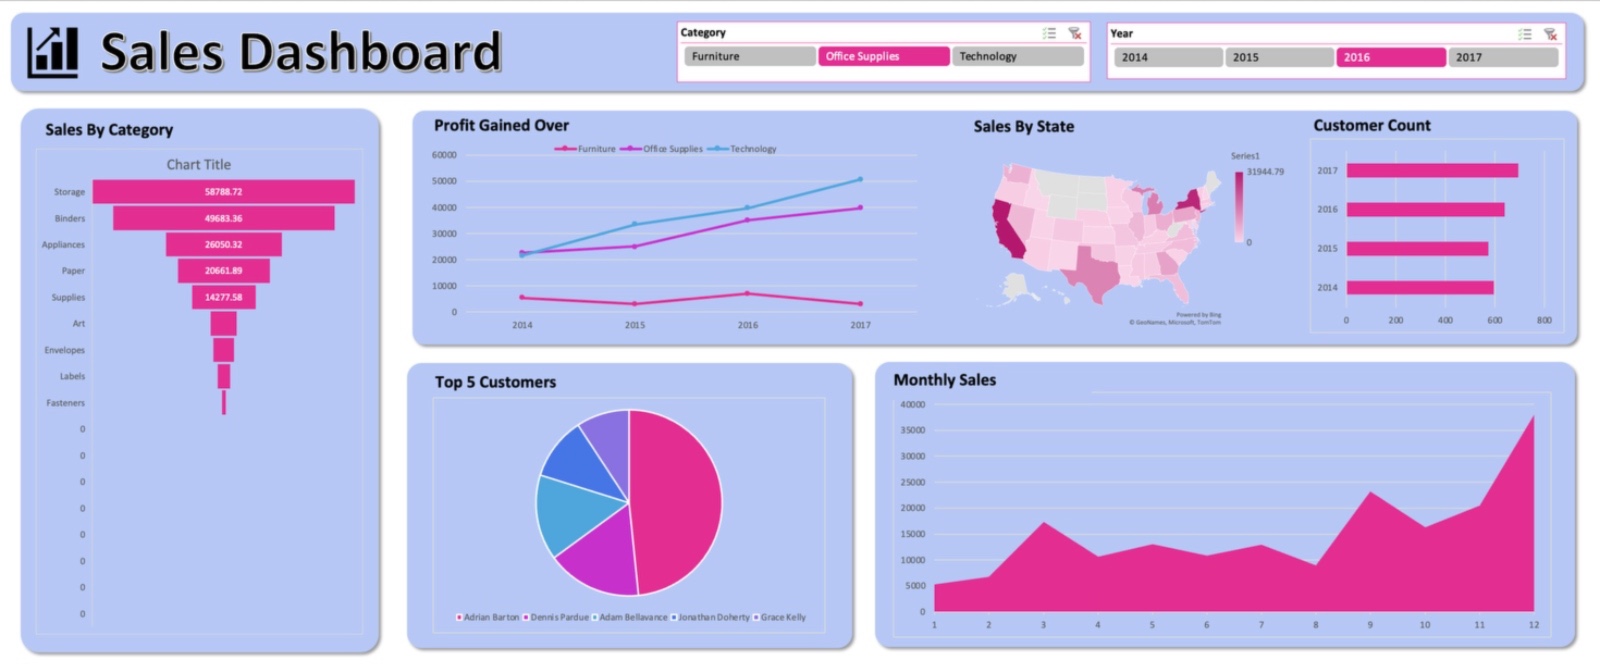 Sales Dashboard
Category
Furniture Office Supplies Technology
Year
2014 2015 2016 2017
Sales By Category
Chart Title
Storage 58788.72
Binders 49683.36
Appliances 26050.32
Paper 20661.89
Supplies 14277.58
Art
Envelopes
Labels
Fasteners
0
0
0
0
0
0
0
0
Profit Gained Over
Furniture Office Supplies Technology
60000
50000
40000
30000
20000
10000
0
2014 2015 2016 2017
Sales By State
Series1
31944.79
0
Powered by Bing
© GeoNames, Microsoft, TomTom
Customer Count
2017
2016
2015
2014
0 200 400 600 800
Top 5 Customers
Adrian Barton Dennis Pardue Adam Bellavance Jonathan Doherty Grace Kelly
Monthly Sales
40000
35000
30000
25000
20000
15000
10000
5000
0
1 2 3 4 5 6 7 8 9 10 11 12